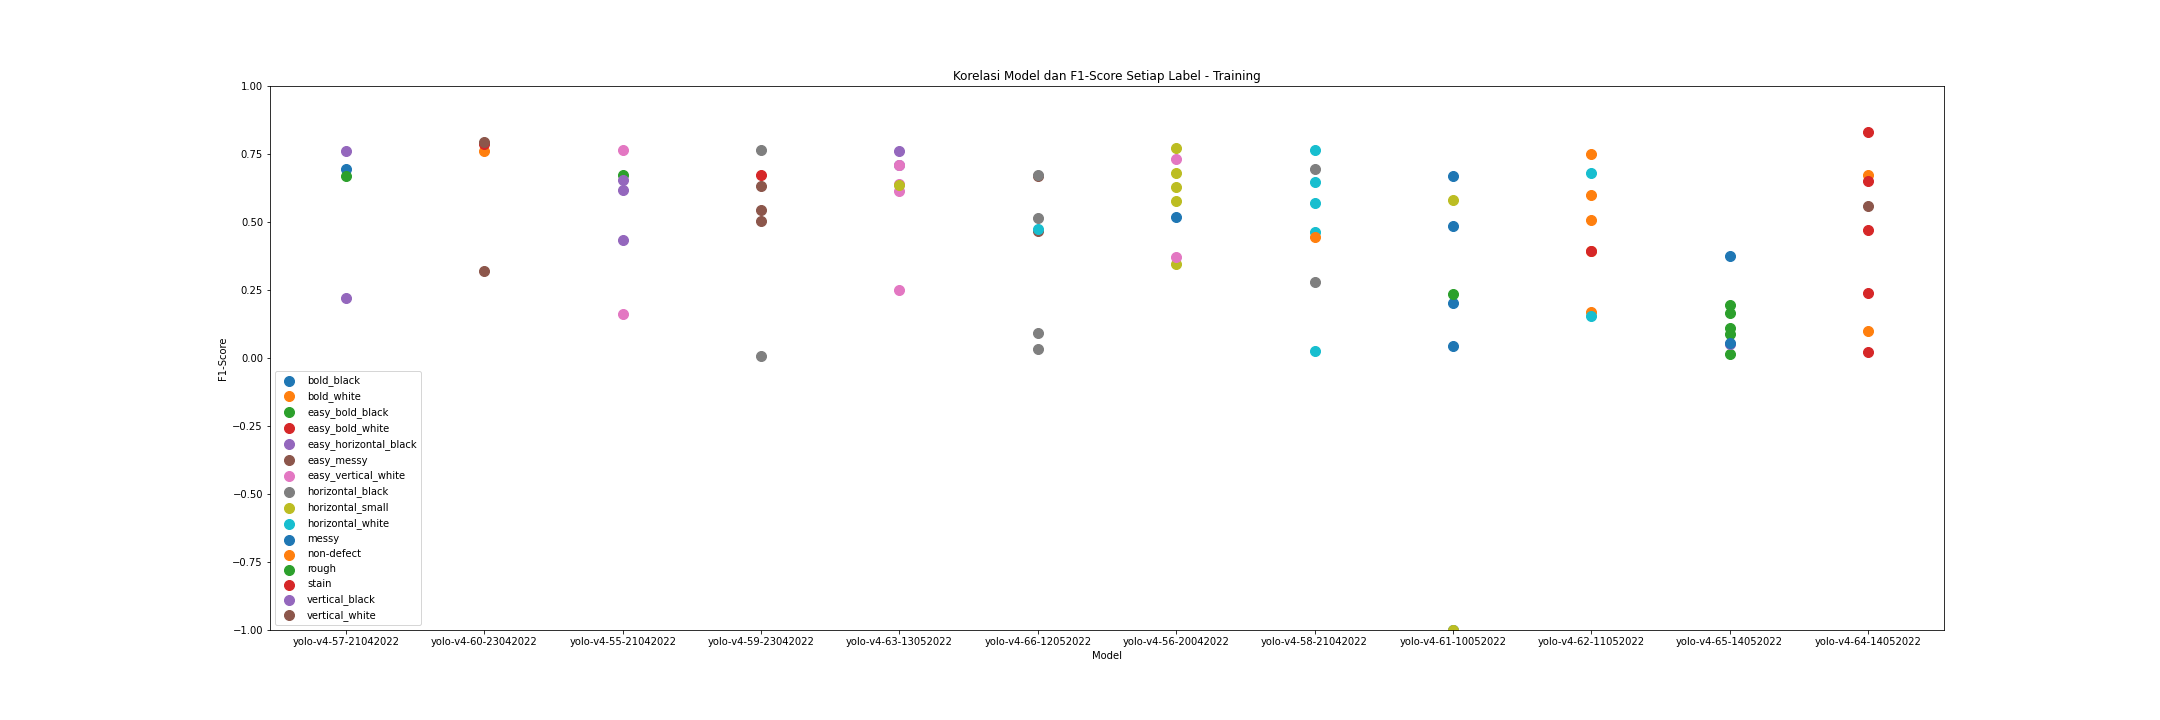 Korelasi Model dan F1-Score Setiap Label - Training
1.00
0.75
0.50
0.25
0.00
−0.25
−0.50
−0.75
−1.00
F1-Score
bold_black
bold_white
easy_bold_black
easy_bold_white
easy_horizontal_black
easy_messy
easy_vertical_white
horizontal_black
horizontal_small
horizontal_white
messy
non-defect
rough
stain
vertical_black
vertical_white
yolo-v4-57-21042022 yolo-v4-60-23042022 yolo-v4-55-21042022 yolo-v4-59-23042022 yolo-v4-63-13052022 yolo-v4-66-12052022 yolo-v4-56-20042022 yolo-v4-58-21042022 yolo-v4-61-10052022 yolo-v4-62-11052022 yolo-v4-65-14052022 yolo-v4-64-14052022
Model